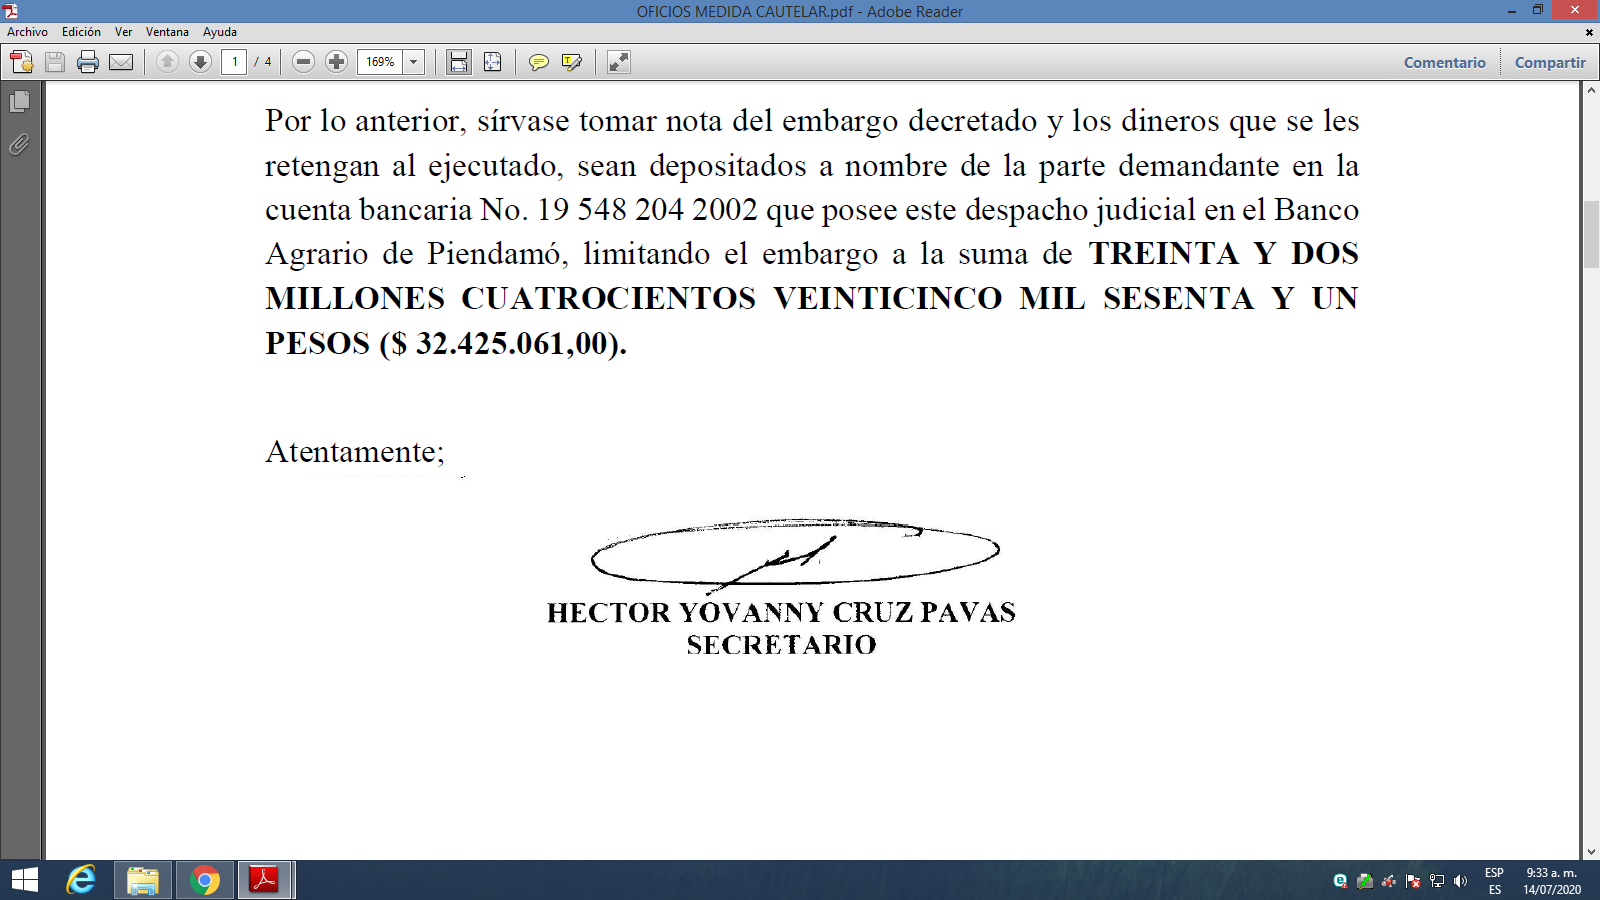 OFICIOS MEDIDA CAUTELAR.pdf - Adobe Reader
Archivo Edición Ver Ventana Ayuda
1 / 4 169% Comentario Compartir
Por lo anterior, sírvase tomar nota del embargo decretado y los dineros que se les
retengan al ejecutado, sean depositados a nombre de la parte demandante en la
cuenta bancaria No. 19 548 204 2002 que posee este despacho judicial en el Banco
Agrario de Piendamó, limitando el embargo a la suma de TREINTA Y DOS
MILLONES CUATROCIENTOS VEINTICINCO MIL SESENTA Y UN
PESOS ($ 32.425.061,00).
Atentamente;
HECTOR YOVANNY CRUZ PAVAS
SECRETARIO
ESP 9:33 a. m.
ES 14/07/2020